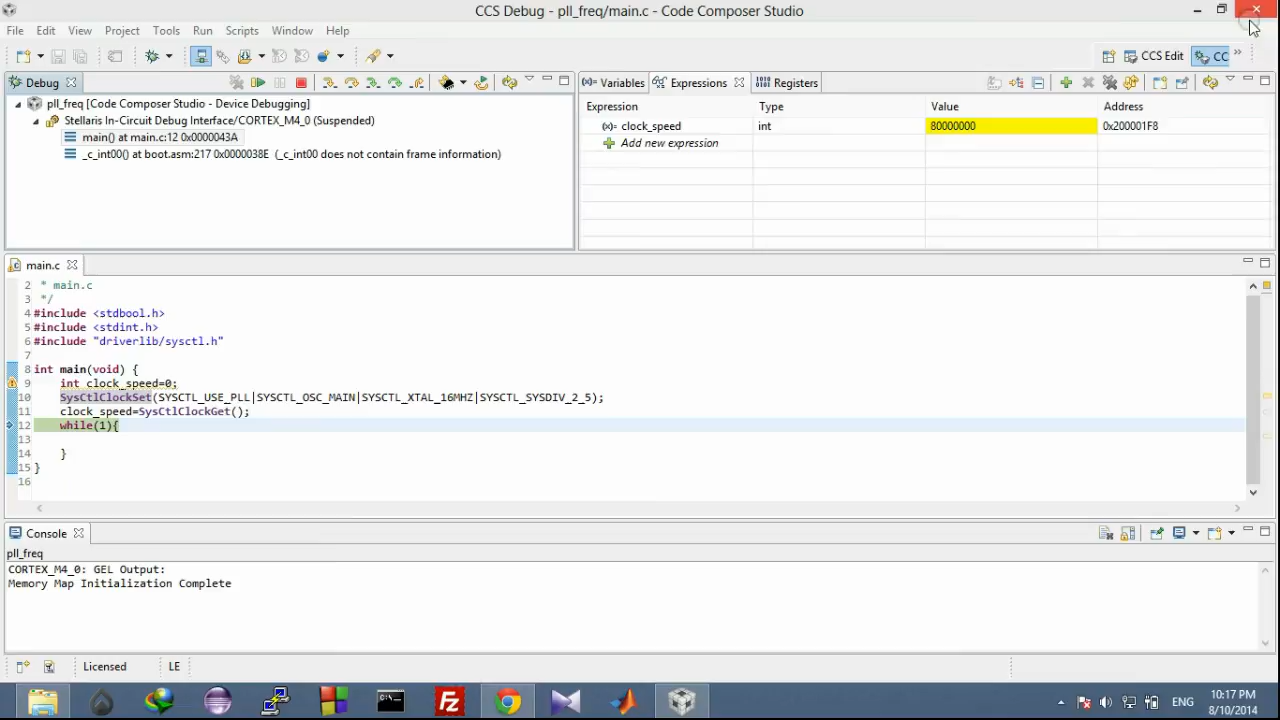 CCS Debug - pll_freq/main.c - Code Composer Studio
File Edit View Project Tools Run Scripts Window Help
CCS Edit CC
Debug
pll_freq [Code Composer Studio - Device Debugging]
Stellaris In-Circuit Debug Interface/CORTEX_M4_0 (Suspended)
main() at main.c:12 0x0000043A
_c_int00() at boot.asm:217 0x0000038E (_c_int00 does not contain frame information)
Variables Expressions Registers
Expression Type Value Address
(x)= clock_speed int 80000000 0x200001F8
Add new expression
main.c
2 * main.c
3 */
4 #include <stdbool.h>
5 #include <stdint.h>
6 #include "driverlib/sysctl.h"
7
8 int main(void) {
9 int clock_speed=0;
10 SysCtlClockSet(SYSCTL_USE_PLL|SYSCTL_OSC_MAIN|SYSCTL_XTAL_16MHZ|SYSCTL_SYSDIV_2_5);
11 clock_speed=SysCtlClockGet();
12 while(1){
13
14 }
15 }
16
Console
pll_freq
CORTEX_M4_0: GEL Output:
Memory Map Initialization Complete
Licensed LE
ENG 10:17 PM
8/10/2014